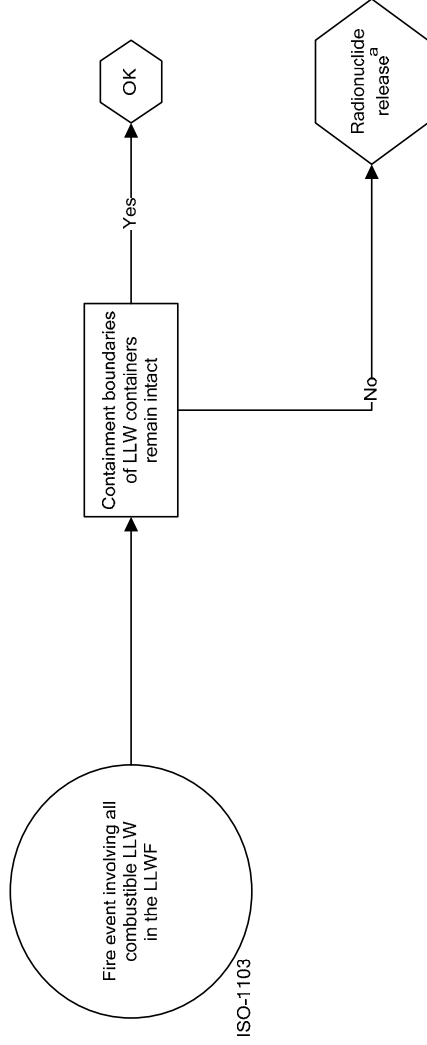 Fire event involving all
combustible LLW
in the LLWF
ISO-1103
Containment boundaries
of LLW containers
remain intact
Yes
OK
No
Radionuclide
release
a